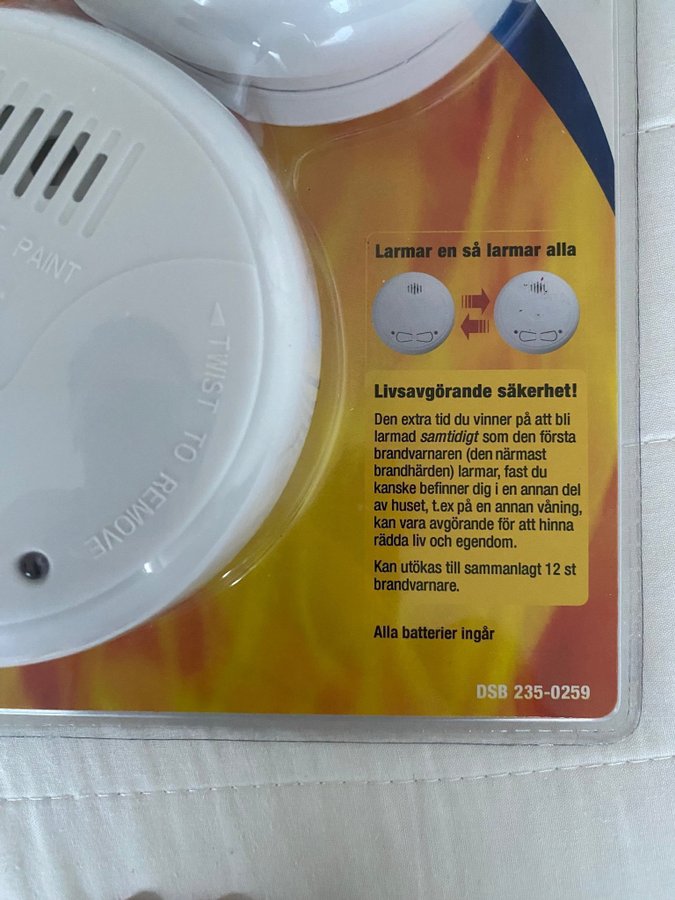 PAINT
TWIST TO REMOVE
Larmar en så larmar alla
Livsavgörande säkerhet!
Den extra tid du vinner på att bli
larmad samtidigt som den första
brandvarnaren (den närmast
brandhärden) larmar, fast du
kanske befinner dig i en annan del
av huset, t.ex på en annan våning,
kan vara avgörande för att hinna
rädda liv och egendom.
Kan utökas till sammanlagt 12 st
brandvarnare.
Alla batterier ingår
DSB 235-0259